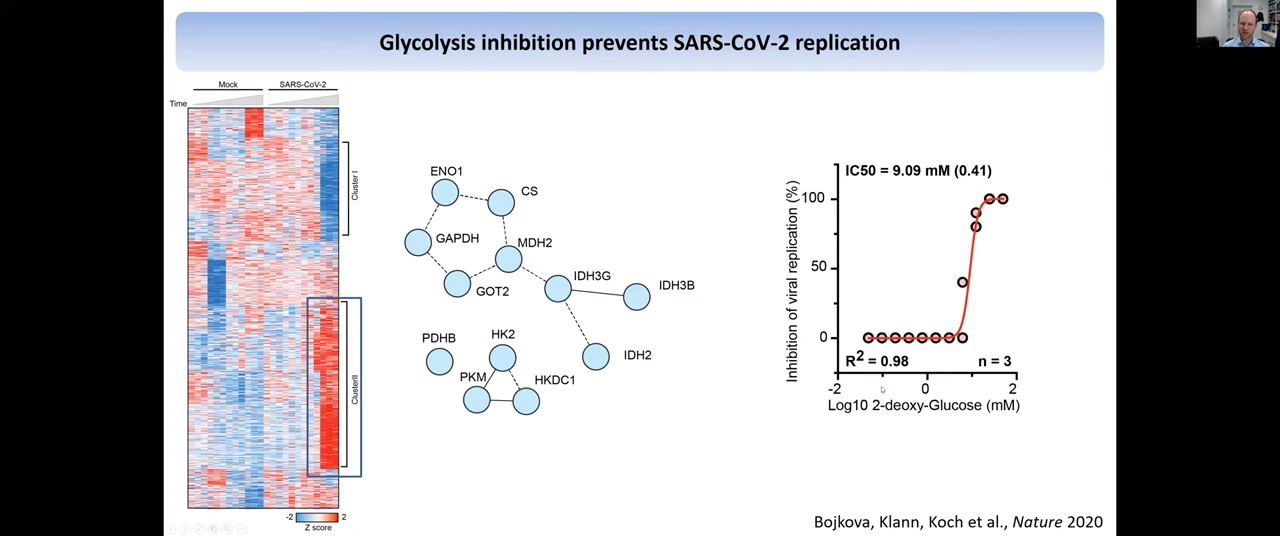 Glycolysis inhibition prevents SARS-CoV-2 replication
Mock
SARS-CoV-2
Time
Cluster I
ClusterII
-2
2
Z score
ENO1
CS
GAPDH
MDH2
GOT2
IDH3G
IDH3B
PDHB
HK2
IDH2
PKM
HKDC1
Inhibition of viral replication (%)
IC50 = 9.09 mM (0.41)
100
50
0
R2 = 0.98
n = 3
-2
0
2
Log10 2-deoxy-Glucose (mM)
Bojkova, Klann, Koch et al., Nature 2020